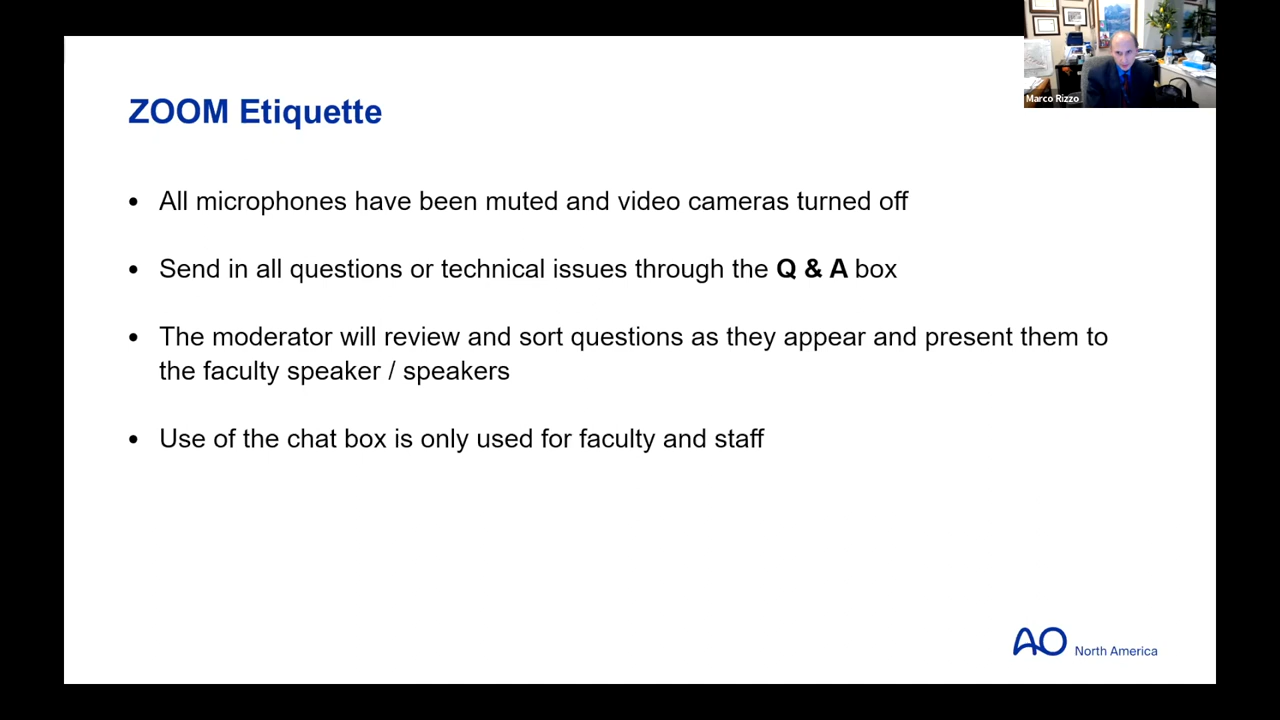 Marco Rizzo
ZOOM Etiquette
• All microphones have been muted and video cameras turned off
• Send in all questions or technical issues through the Q & A box
• The moderator will review and sort questions as they appear and present them to
the faculty speaker / speakers
• Use of the chat box is only used for faculty and staff
AO North America